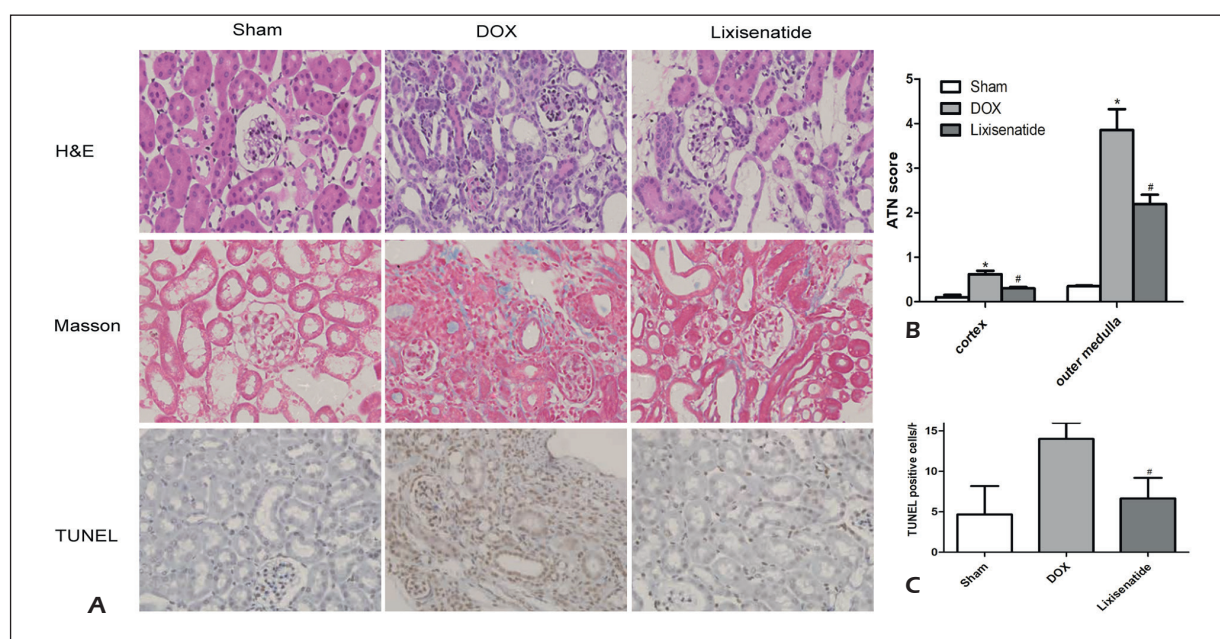 Sham
DOX
Lixisenatide
H&E
Masson
TUNEL
A
ATN score
5
4
3
2
1
0
Sham
DOX
Lixisenatide
*
#
*
#
cortex
outer medulla
B
TUNEL positive cells/
15
10
5
0
#
Sham
DOX
Lixisenatide
C